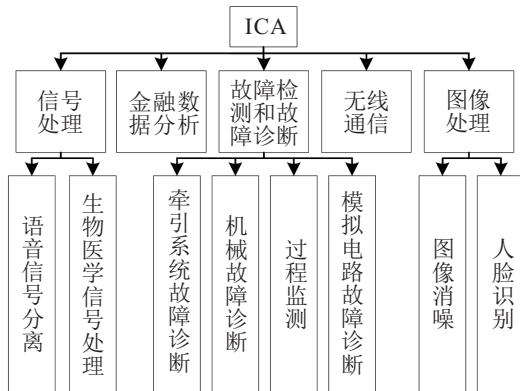 ICA
信号
处理
金融数
据分析
故障检
测和故
障诊断
无线
通信
图像
处理
语音信号分离
生物医学信号处理
牵引系统故障诊断
机械故障诊断
过程监测
模拟电路故障诊断
图像消噪
人脸识别